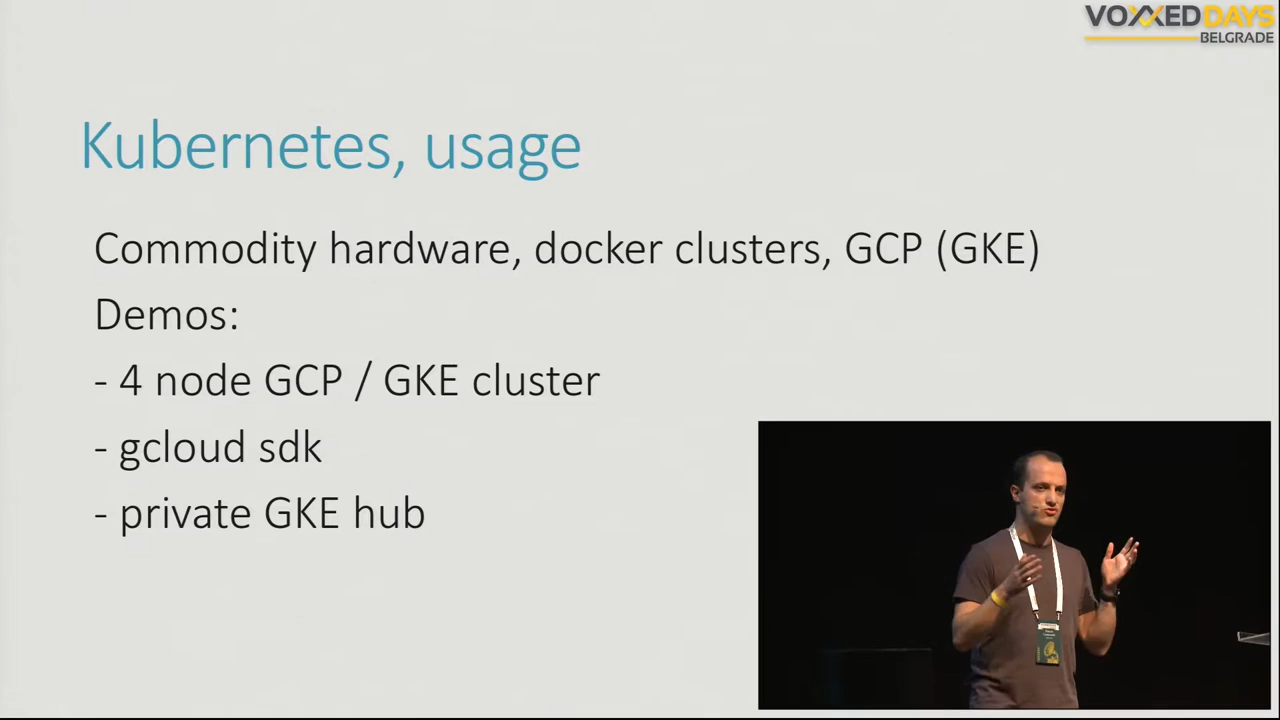 VOXXED DAYS
BELGRADE
Kubernetes, usage
Commodity hardware, docker clusters, GCP (GKE)
Demos:
- 4 node GCP / GKE cluster
- gcloud sdk
- private GKE hub